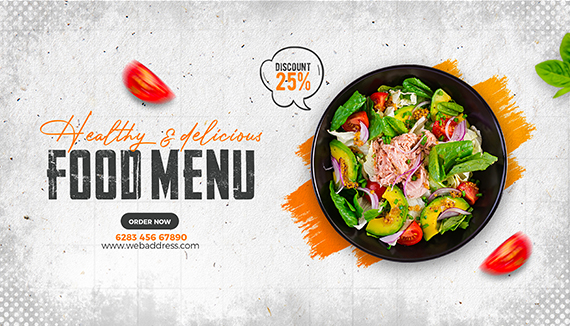 DISCOUNT
25%
Healthy & delicious
FOOD MENU
ORDER NOW
6283 456 67890
www.webaddress.com